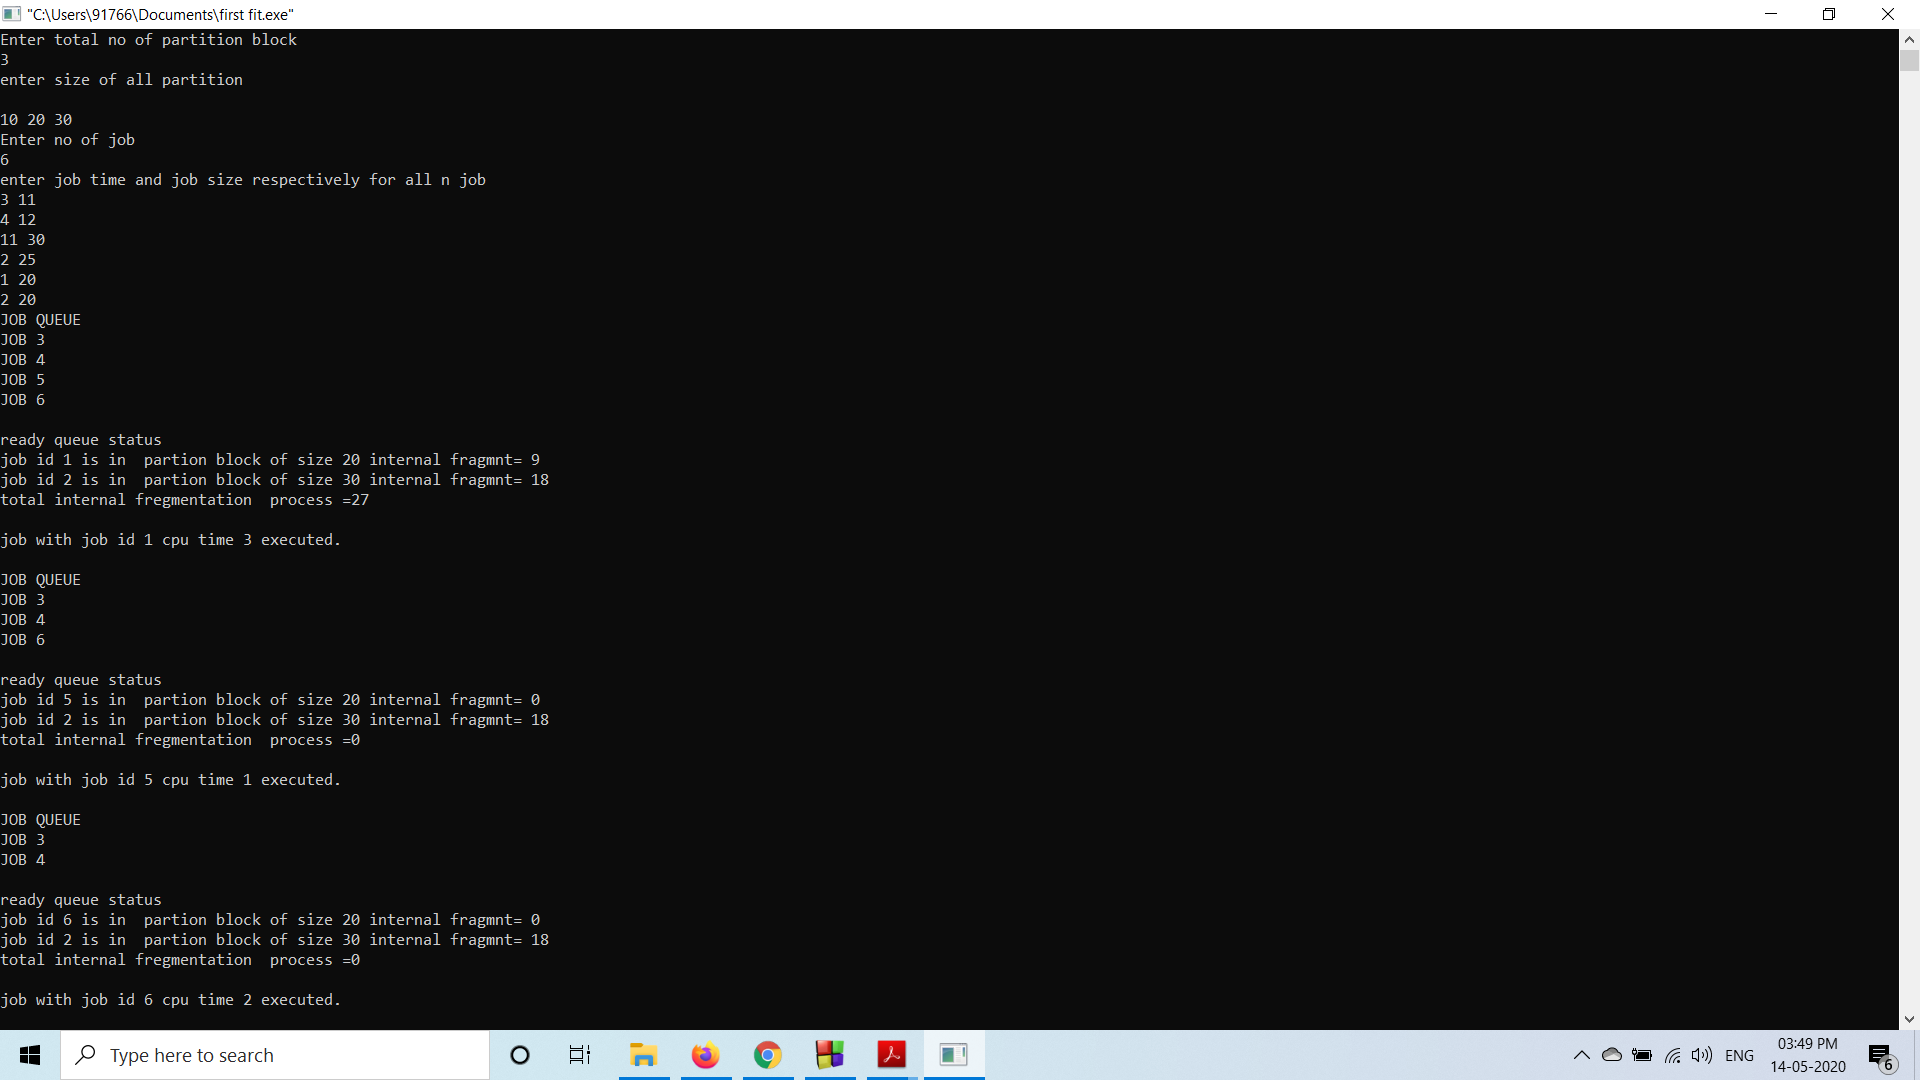 "C:\Users\91766\Documents\first fit.exe"
Enter total no of partition block
3
enter size of all partition
10 20 30
Enter no of job
6
enter job time and job size respectively for all n job
3 11
4 12
11 30
2 25
1 20
2 20
JOB QUEUE
JOB 3
JOB 4
JOB 5
JOB 6
ready queue status
job id 1 is in  partion block of size 20 internal fragmnt= 9
job id 2 is in  partion block of size 30 internal fragmnt= 18
total internal fregmentation  process =27
job with job id 1 cpu time 3 executed.
JOB QUEUE
JOB 3
JOB 4
JOB 6
ready queue status
job id 5 is in  partion block of size 20 internal fragmnt= 0
job id 2 is in  partion block of size 30 internal fragmnt= 18
total internal fregmentation  process =0
job with job id 5 cpu time 1 executed.
JOB QUEUE
JOB 3
JOB 4
ready queue status
job id 6 is in  partion block of size 20 internal fragmnt= 0
job id 2 is in  partion block of size 30 internal fragmnt= 18
total internal fregmentation  process =0
job with job id 6 cpu time 2 executed.
Type here to search
ENG
03:49 PM
14-05-2020
6